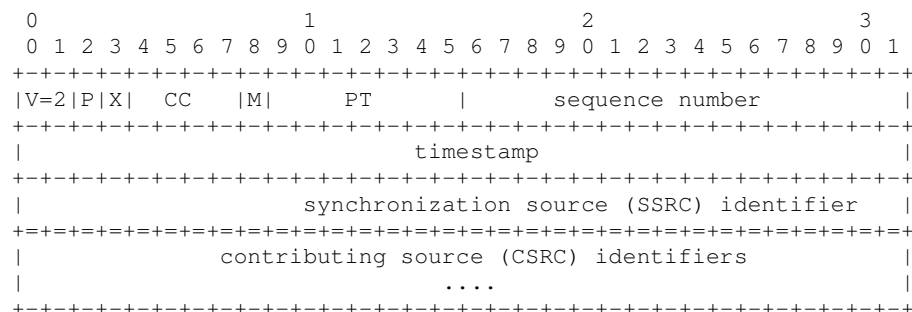 0                   1                   2                   3
0 1 2 3 4 5 6 7 8 9 0 1 2 3 4 5 6 7 8 9 0 1 2 3 4 5 6 7 8 9 0 1
+-+-+-+-+-+-+-+-+-+-+-+-+-+-+-+-+-+-+-+-+-+-+-+-+-+-+-+-+-+-+-+-+
|V=2|P|X|  CC   |M|     PT      |       sequence number         |
+-+-+-+-+-+-+-+-+-+-+-+-+-+-+-+-+-+-+-+-+-+-+-+-+-+-+-+-+-+-+-+-+
|                           timestamp                           |
+-+-+-+-+-+-+-+-+-+-+-+-+-+-+-+-+-+-+-+-+-+-+-+-+-+-+-+-+-+-+-+-+
|                   synchronization source (SSRC) identifier    |
+=+=+=+=+=+=+=+=+=+=+=+=+=+=+=+=+=+=+=+=+=+=+=+=+=+=+=+=+=+=+=+=+
|             contributing source (CSRC) identifiers            |
|                             ....                              |
+-+-+-+-+-+-+-+-+-+-+-+-+-+-+-+-+-+-+-+-+-+-+-+-+-+-+-+-+-+-+-+-+